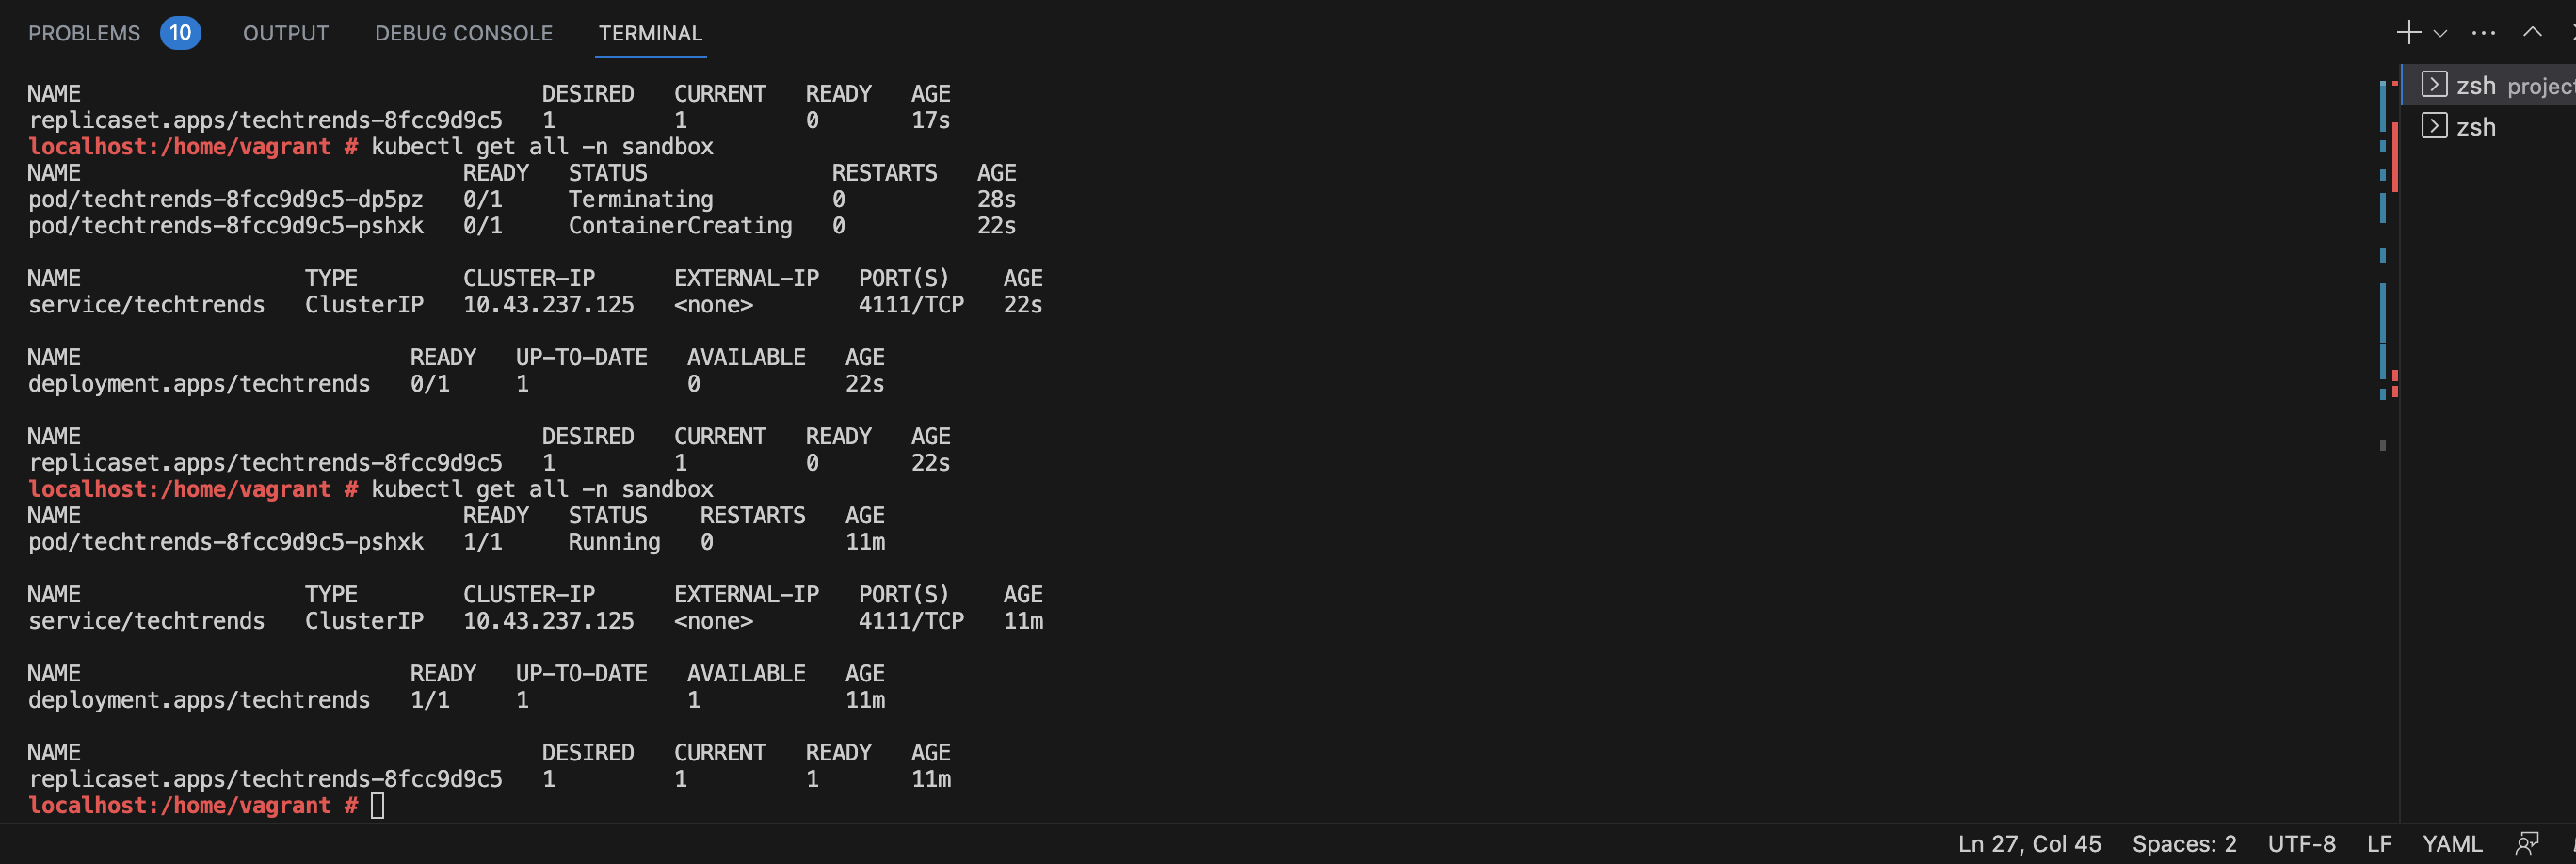 PROBLEMS 10 OUTPUT DEBUG CONSOLE TERMINAL
NAME DESIRED CURRENT READY AGE
replicaset.apps/techtrends-8fcc9d9c5 1 1 0 17s
localhost:/home/vagrant # kubectl get all -n sandbox
NAME READY STATUS RESTARTS AGE
pod/techtrends-8fcc9d9c5-dp5pz 0/1 Terminating 0 28s
pod/techtrends-8fcc9d9c5-pshxk 0/1 ContainerCreating 0 22s
NAME TYPE CLUSTER-IP EXTERNAL-IP PORT(S) AGE
service/techtrends ClusterIP 10.43.237.125 <none> 4111/TCP 22s
NAME READY UP-TO-DATE AVAILABLE AGE
deployment.apps/techtrends 0/1 1 0 22s
NAME DESIRED CURRENT READY AGE
replicaset.apps/techtrends-8fcc9d9c5 1 1 0 22s
localhost:/home/vagrant # kubectl get all -n sandbox
NAME READY STATUS RESTARTS AGE
pod/techtrends-8fcc9d9c5-pshxk 1/1 Running 0 11m
NAME TYPE CLUSTER-IP EXTERNAL-IP PORT(S) AGE
service/techtrends ClusterIP 10.43.237.125 <none> 4111/TCP 11m
NAME READY UP-TO-DATE AVAILABLE AGE
deployment.apps/techtrends 1/1 1 1 11m
NAME DESIRED CURRENT READY AGE
replicaset.apps/techtrends-8fcc9d9c5 1 1 1 11m
localhost:/home/vagrant #
zsh project
zsh
Ln 27, Col 45 Spaces: 2 UTF-8 LF YAML